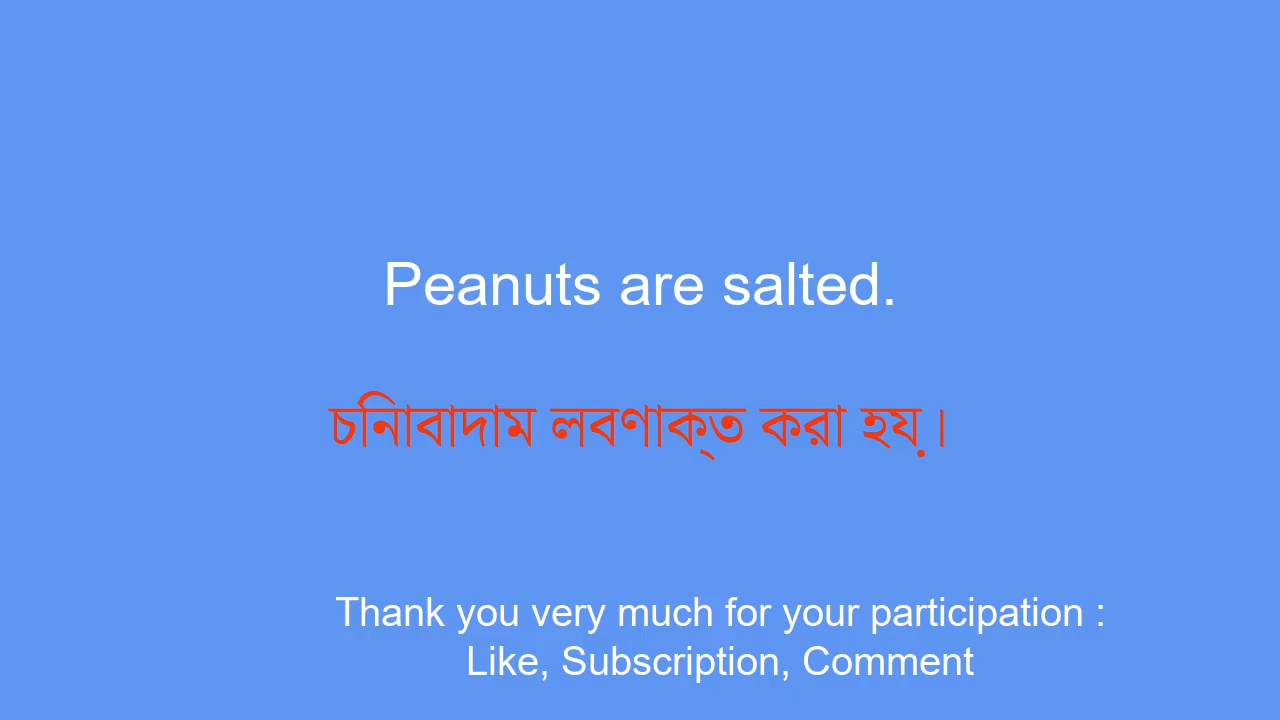 Peanuts are salted.
চিনাবাদাম লবণাক্ত করা হয়।
Thank you very much for your participation :
Like, Subscription, Comment